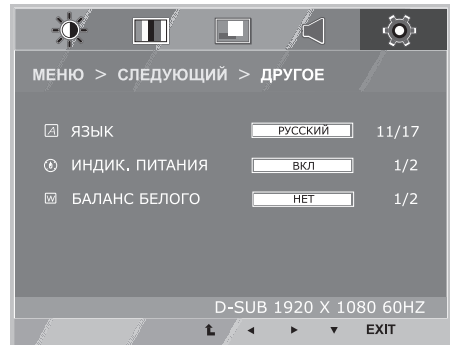 МЕНЮ > СЛЕДУЮЩИЙ > ДРУГОЕ
A ЯЗЫК РУССКИЙ 11/17
ИНДИК. ПИТАНИЯ ВКЛ 1/2
W БАЛАНС БЕЛОГО НЕТ 1/2
D-SUB 1920 X 1080 60HZ
EXIT